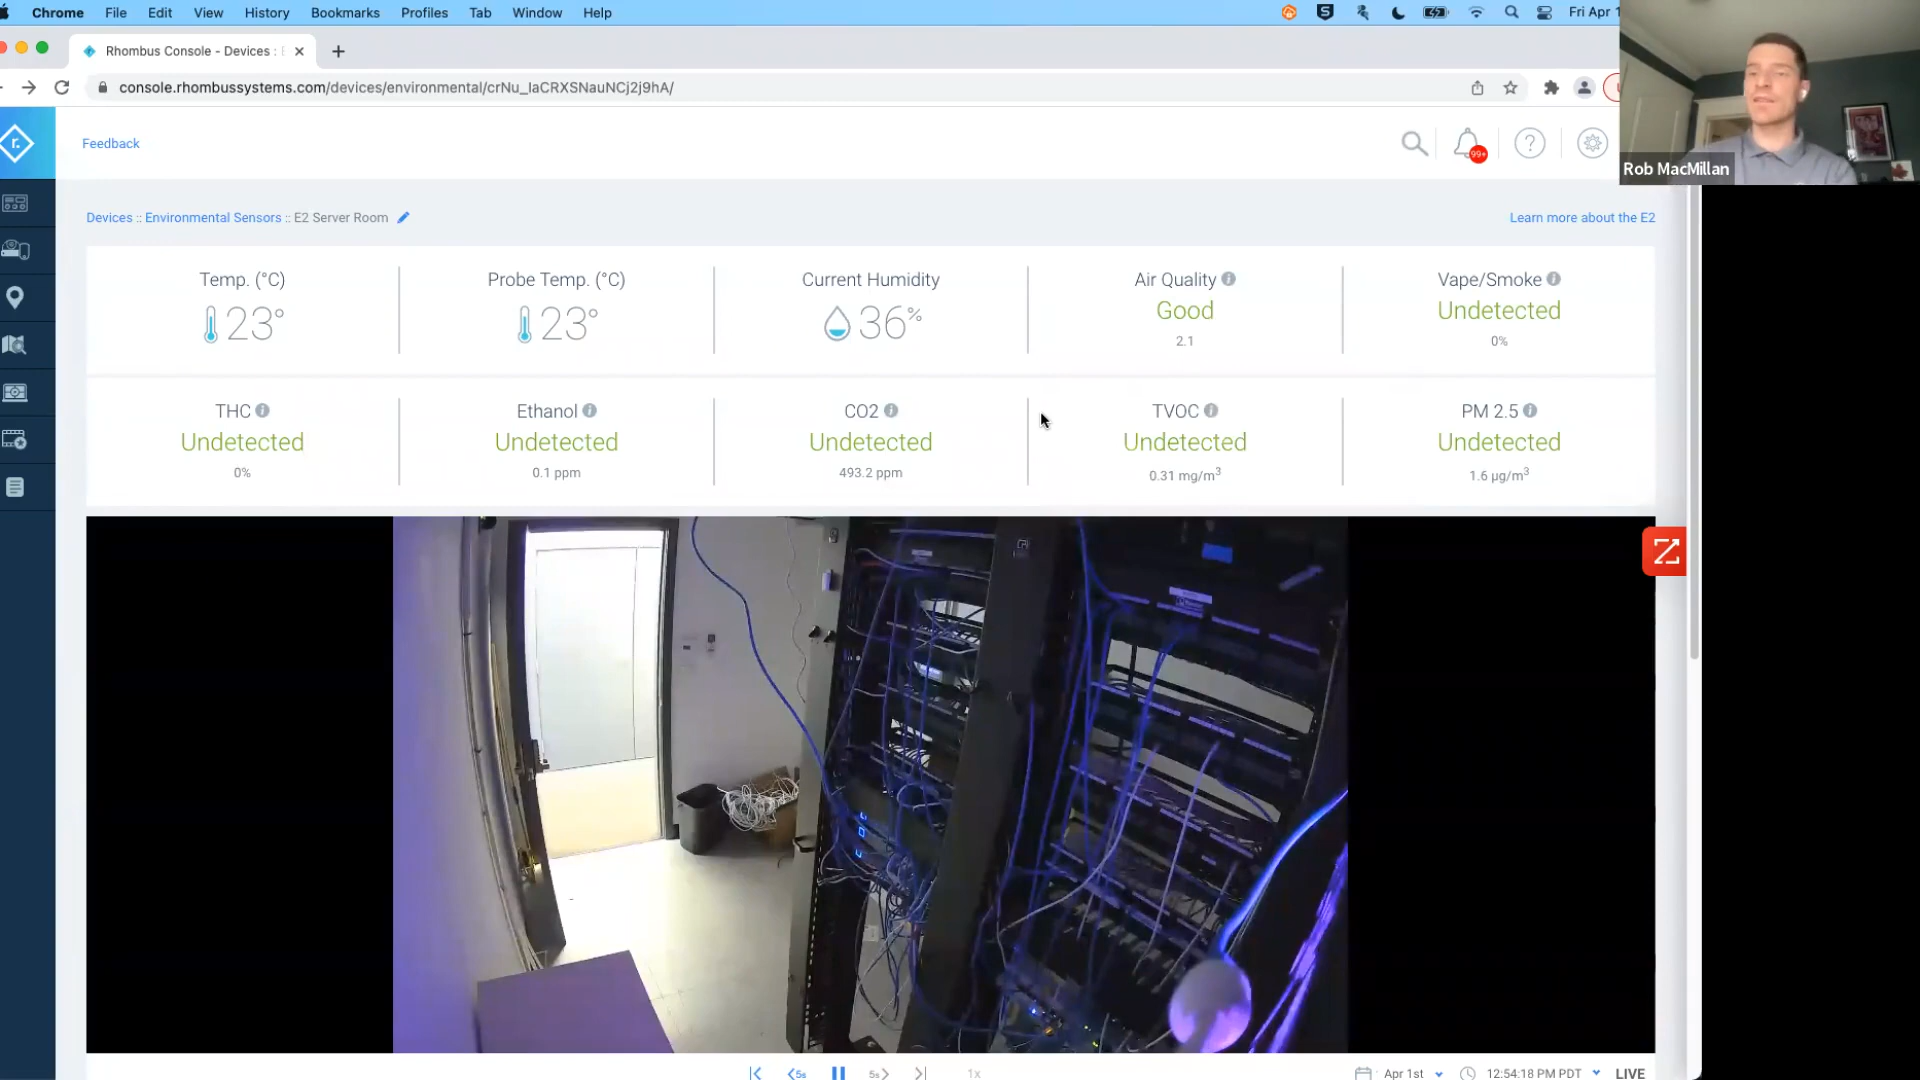 Chrome File Edit View History Bookmarks Profiles Tab Window Help
Fri Apr 1
Rhombus Console - Devices :
console.rhombussystems.com/devices/environmental/crNu_IaCRXSNauNCj2j9hA/
r.
Feedback
99+
?
Rob MacMillan
Devices :: Environmental Sensors :: E2 Server Room
Learn more about the E2
Temp. (°C)
23°
Probe Temp. (°C)
23°
Current Humidity
36%
Air Quality
Good
2.1
Vape/Smoke
Undetected
0%
THC
Undetected
0%
Ethanol
Undetected
0.1 ppm
CO2
Undetected
493.2 ppm
TVOC
Undetected
0.31 mg/m³
PM 2.5
Undetected
1.6 µg/m³
5s
5s
1x
Apr 1st
12:54:18 PM PDT
LIVE